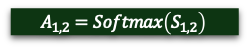 A₁,₂ = Softmax(S₁,₂)